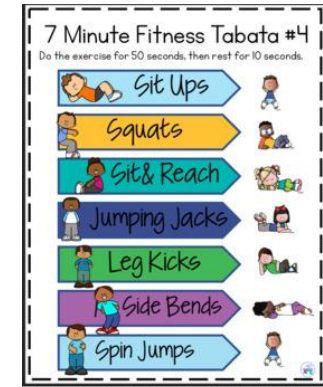 7 Minute Fitness Tabata #4
Do the exercise for 50 seconds, then rest for 10 seconds.
Sit Ups
Squats
Sit & Reach
Jumping Jacks
Leg Kicks
Side Bends
Spin Jumps